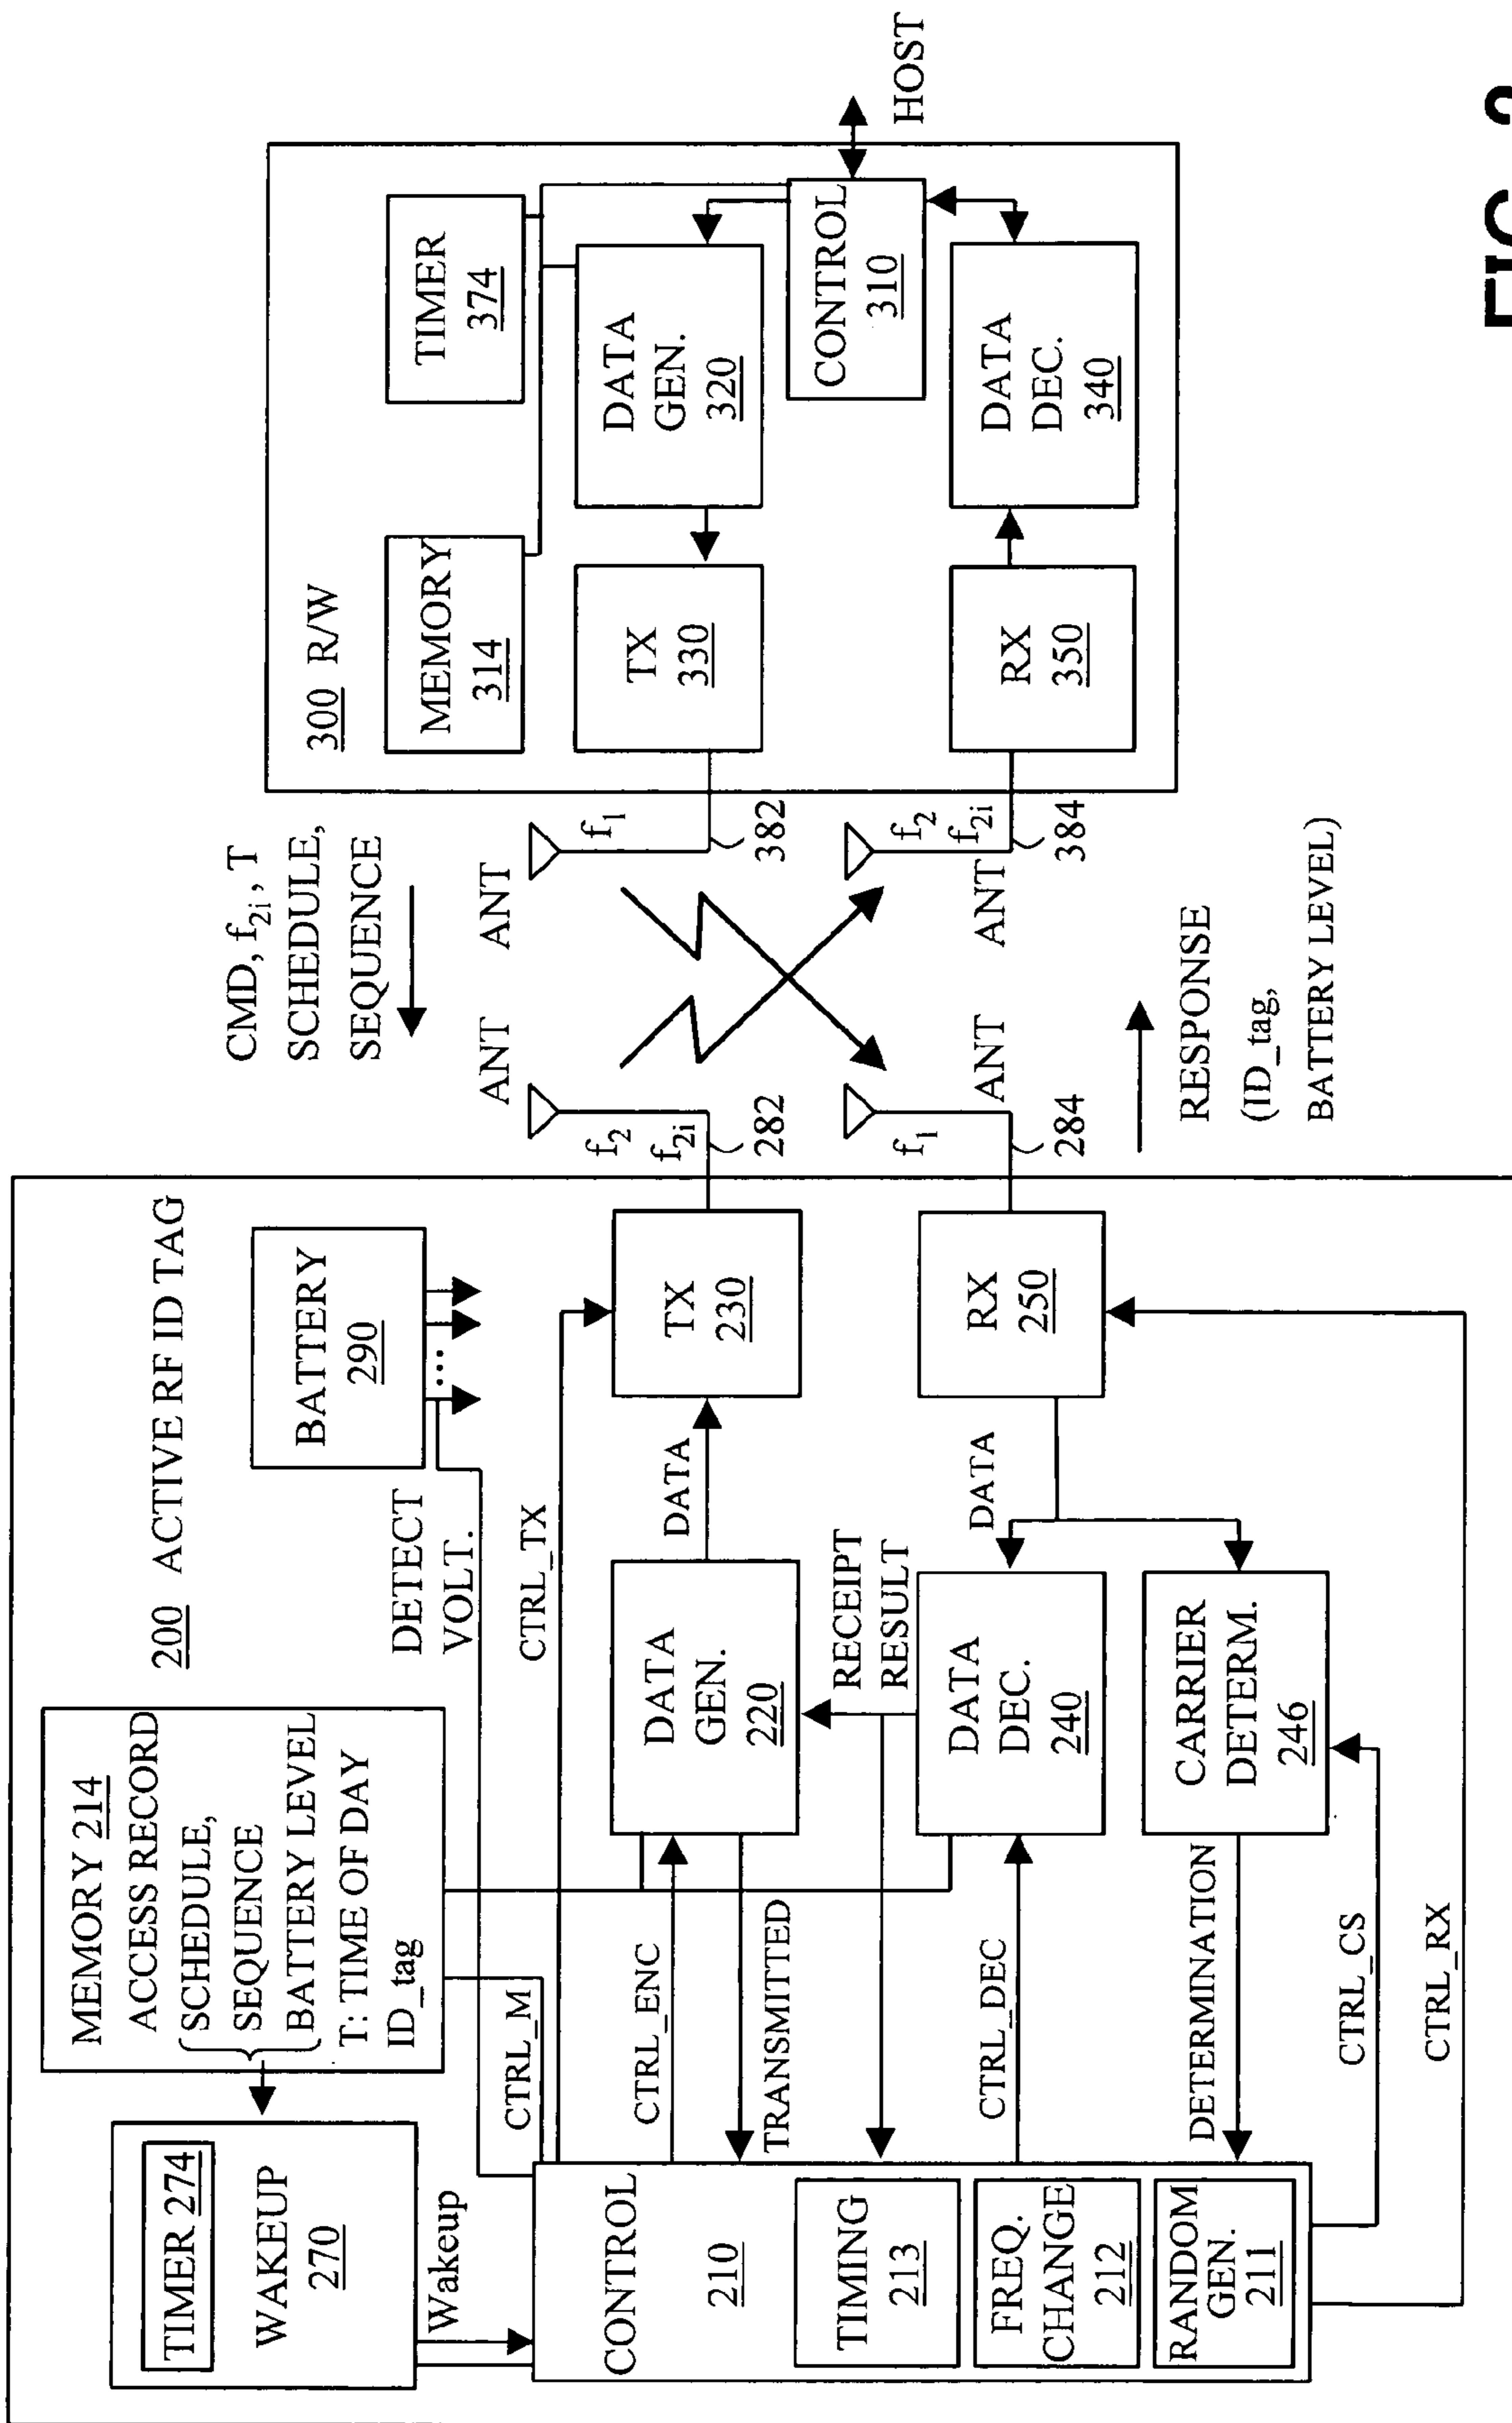 200 ACTIVE RF ID TAG
TIMER 274
WAKEUP
270
Wakeup
MEMORY 214
ACCESS RECORD
SCHEDULE,
SEQUENCE
BATTERY LEVEL
T: TIME OF DAY
ID_tag
BATTERY
290
...
DETECT
VOLT.
CTRL_M
CTRL_TX
CONTROL
210
TIMING
213
FREQ.
CHANGE
212
RANDOM
GEN.
211
CTRL_ENC
TRANSMITTED
CTRL_DEC
DETERMINATION
CTRL_CS
CTRL_RX
DATA
GEN.
220
RECEIPT
RESULT
DATA
DEC.
240
CARRIER
DETERM.
246
DATA
DATA
TX
230
RX
250
f2
f2i
282
ANT
f1
284
ANT
CMD, f2i, T
SCHEDULE,
SEQUENCE
RESPONSE
(ID_tag,
BATTERY LEVEL)
ANT
f1
382
ANT
f2
f2i
384
300 R/W
MEMORY
314
TIMER
374
TX
330
DATA
GEN.
320
CONTROL
310
RX
350
DATA
DEC.
340
HOST